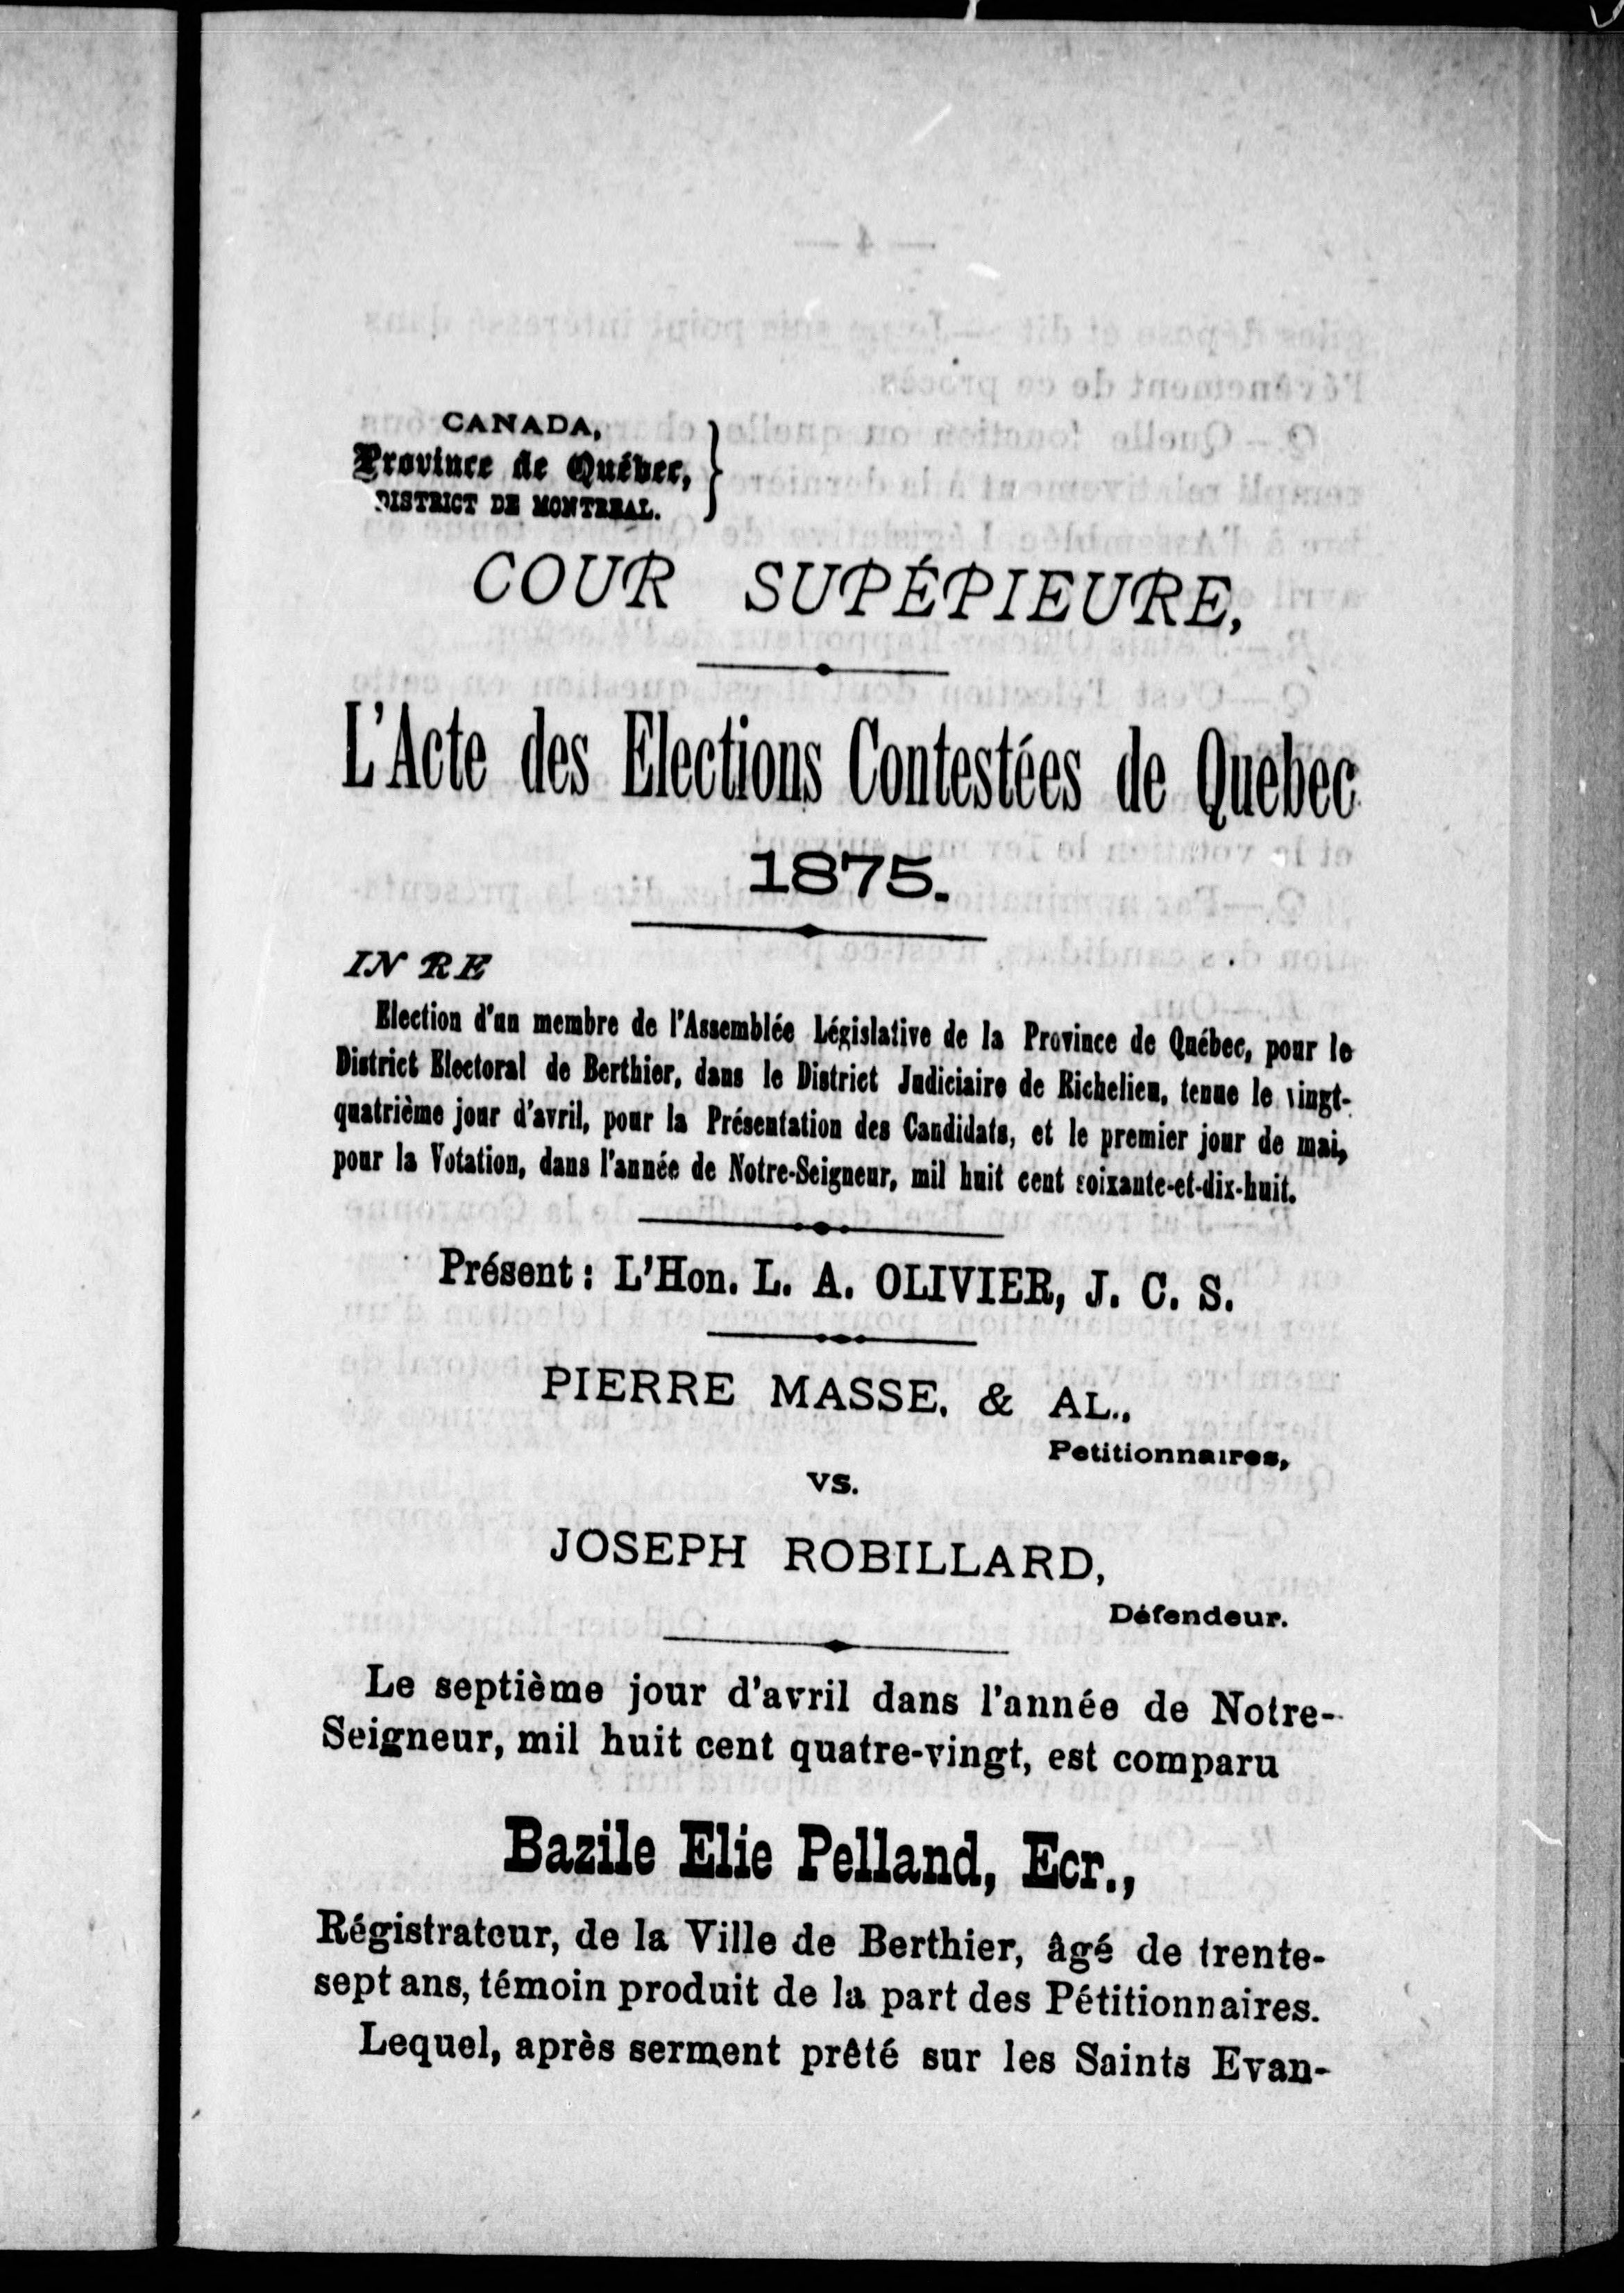 CANADA,
Province de Québec,
DISTRICT DE MONTREAL.
COUR SUPÉPIEURE,
L'Acte des Elections Contestées de Quebec
1875.
IN RE
Election d'un membre de l'Assemblée Législative de la Province de Québec, pour le
District Electoral de Berthier, dans le District Judiciaire de Richelieu, tenue le vingt-
quatrième jour d'avril, pour la Présentation des Candidats, et le premier jour de mai,
pour la Votation, dans l'année de Notre-Seigneur, mil huit cent soixante-et-dix-huit.
Présent : L'Hon. L. A. OLIVIER, J. C. S.
PIERRE MASSE, & AL.,
Petitionnaires,
VS.
JOSEPH ROBILLARD,
Défendeur.
Le septième jour d'avril dans l'année de Notre-
Seigneur, mil huit cent quatre-vingt, est comparu
Bazile Elie Pelland, Ecr.,
Régistrateur, de la Ville de Berthier, âgé de trente-
sept ans, témoin produit de la part des Pétitionnaires.
Lequel, après serment prêté sur les Saints Evan-